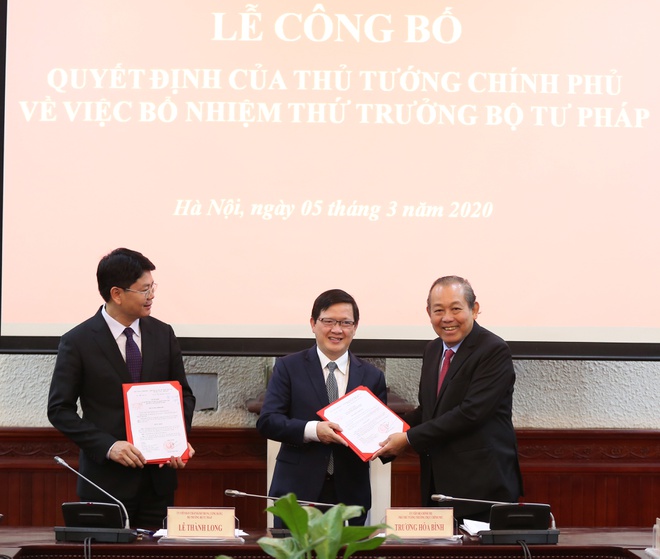 LỄ CÔNG BỐ
QUYẾT ĐỊNH CỦA THỦ TƯỚNG CHÍNH PHỦ
VỀ VIỆC BỔ NHIỆM THỨ TRƯỞNG BỘ TƯ PHÁP
Hà Nội, ngày 05 tháng 3 năm 2020
LÊ THÀNH LONG
TRƯƠNG HÒA BÌNH